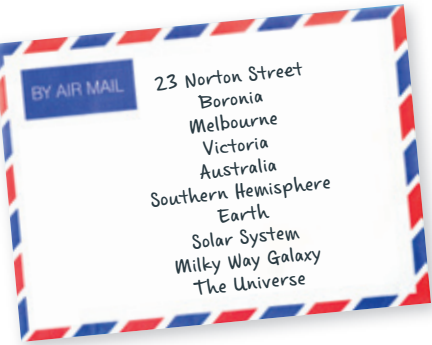 BY AIR MAIL
23 Norton Street
Boronia
Melbourne
Victoria
Australia
Southern Hemisphere
Earth
Solar System
Milky Way Galaxy
The Universe